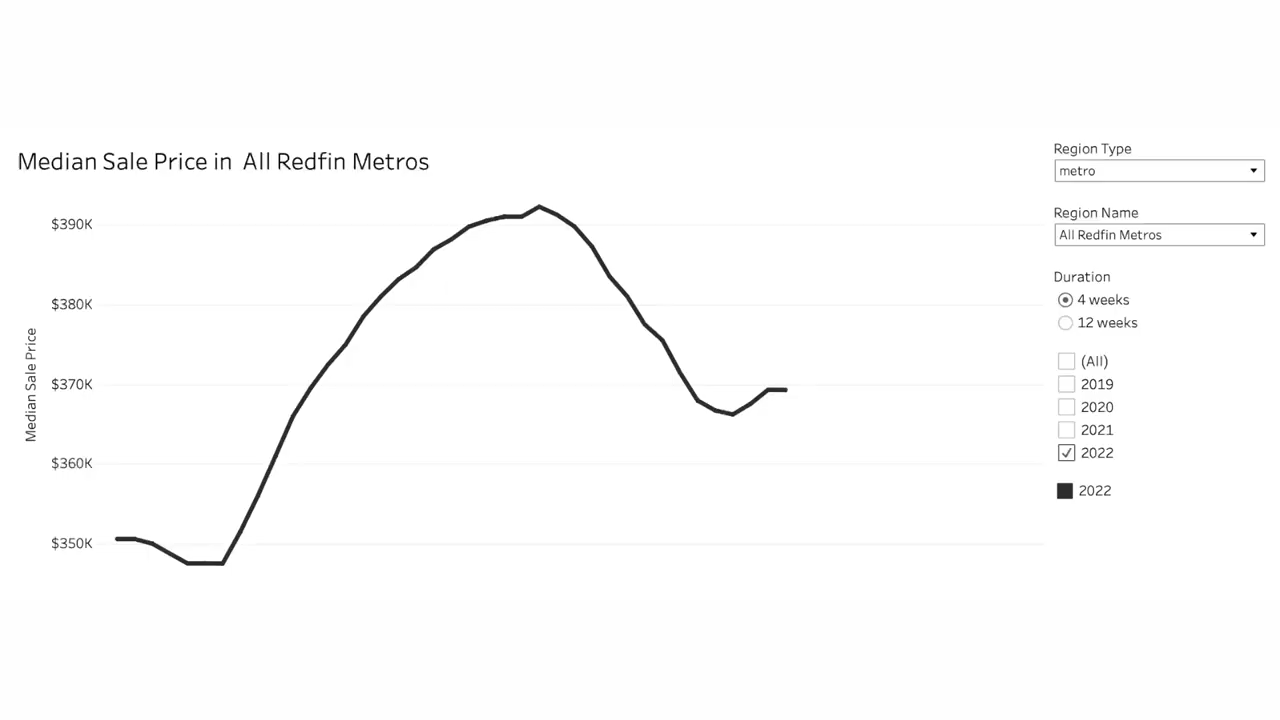 Median Sale Price in All Redfin Metros
$390K
$380K
$370K
$360K
$350K
Median Sale Price
Region Type
metro
Region Name
All Redfin Metros
Duration
4 weeks
12 weeks
(All)
2019
2020
2021
2022
2022